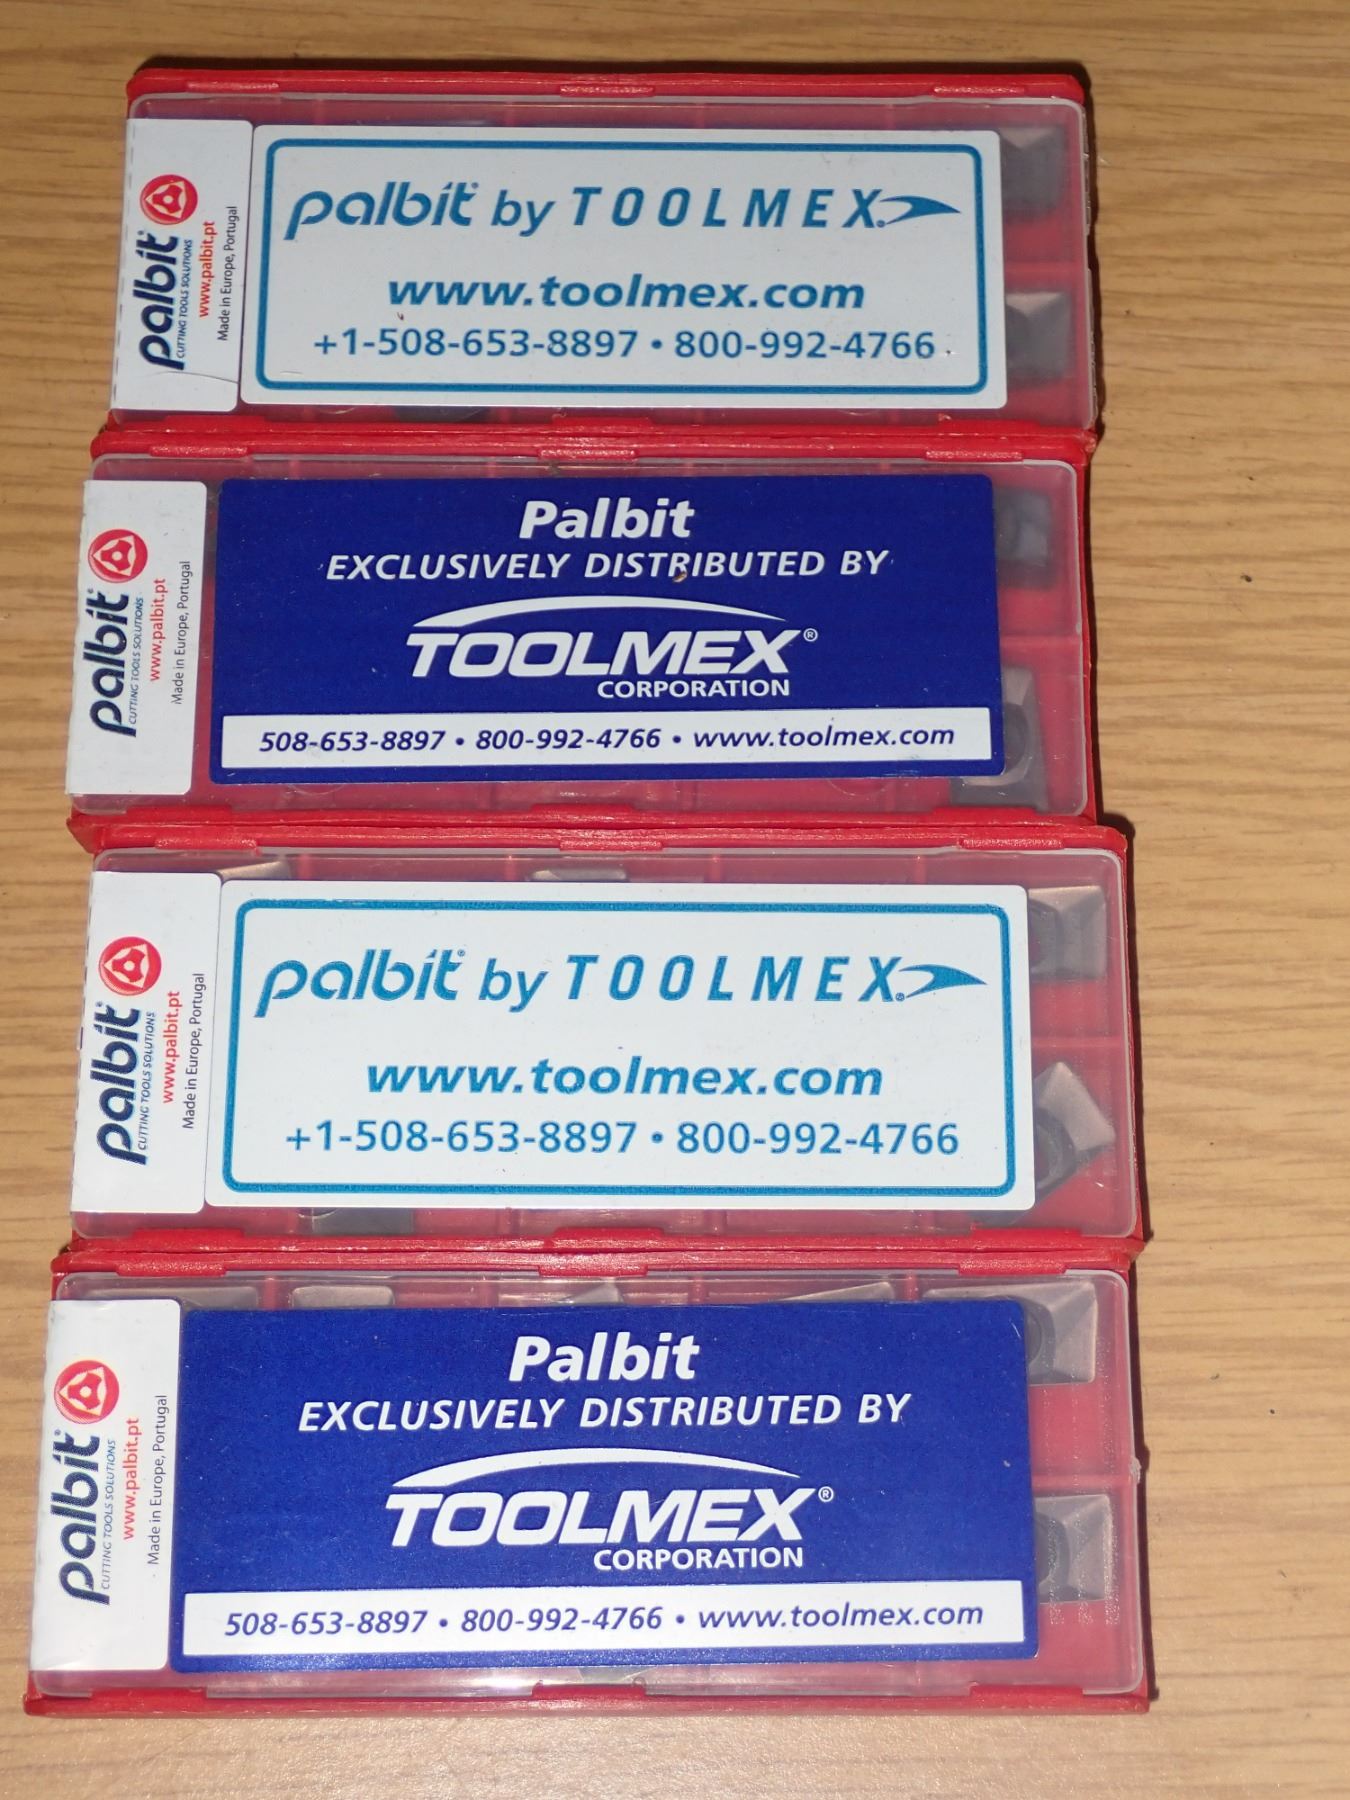 palbit
CUTTING TOOLS SOLUTIONS
www.palbit.pt
Made in Europe, Portugal
palbit® by TOOLMEX®
www.toolmex.com
+1-508-653-8897 • 800-992-4766
palbit
CUTTING TOOLS SOLUTIONS
www.palbit.pt
Made in Europe, Portugal
Palbit
EXCLUSIVELY DISTRIBUTED BY
TOOLMEX®
CORPORATION
508-653-8897 • 800-992-4766 • www.toolmex.com
palbit
CUTTING TOOLS SOLUTIONS
www.palbit.pt
Made in Europe, Portugal
palbit® by TOOLMEX®
www.toolmex.com
+1-508-653-8897 • 800-992-4766
palbit
CUTTING TOOLS SOLUTIONS
www.palbit.pt
Made in Europe, Portugal
Palbit
EXCLUSIVELY DISTRIBUTED BY
TOOLMEX®
CORPORATION
508-653-8897 • 800-992-4766 • www.toolmex.com